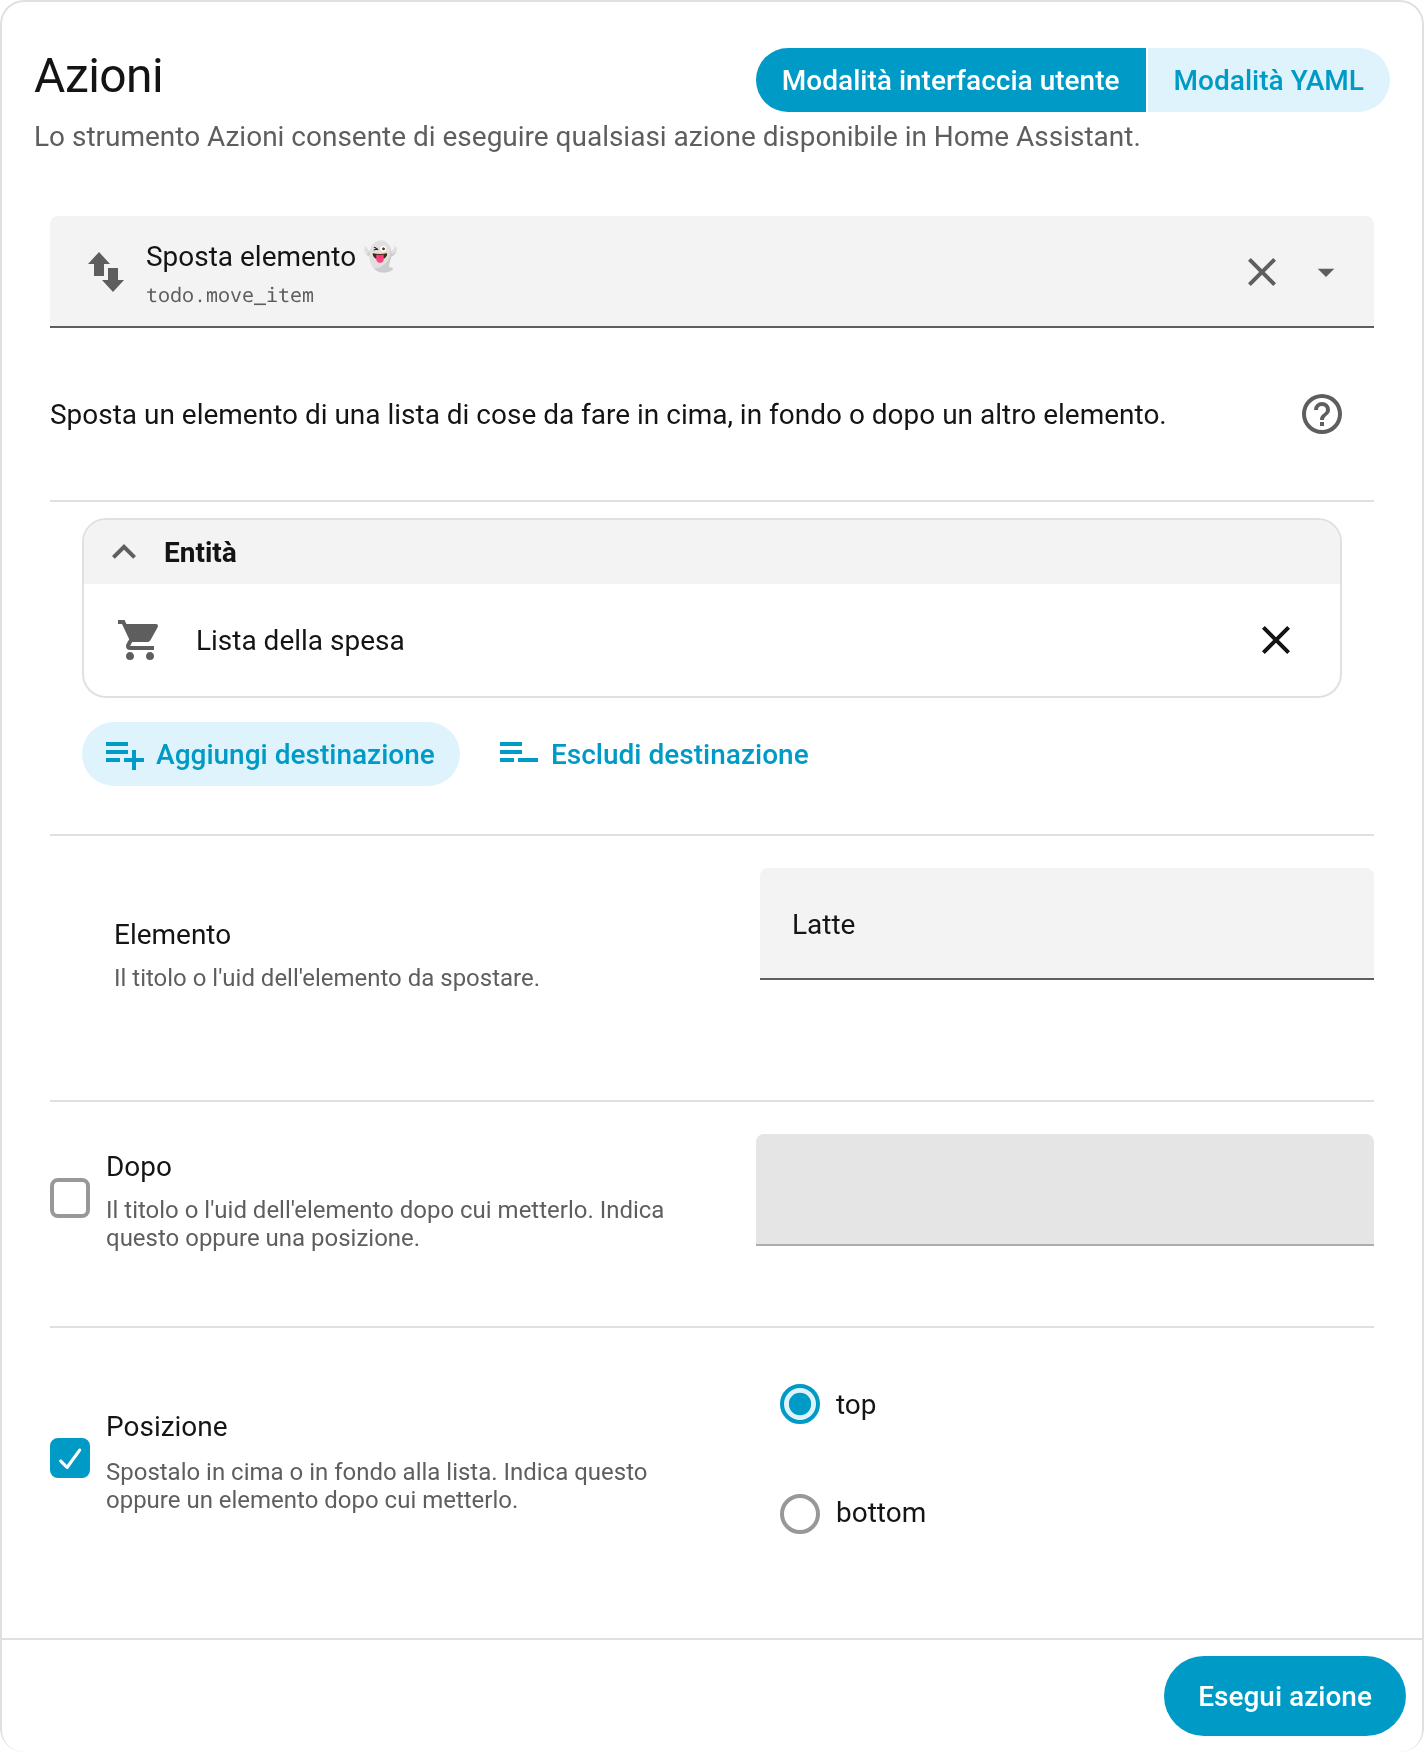 Azioni
Modalità interfaccia utente
Modalità YAML
Lo strumento Azioni consente di eseguire qualsiasi azione disponibile in Home Assistant.
Sposta elemento 👻
todo.move_item
Sposta un elemento di una lista di cose da fare in cima, in fondo o dopo un altro elemento.
Entità
Lista della spesa
Aggiungi destinazione
Escludi destinazione
Elemento
Il titolo o l'uid dell'elemento da spostare.
Latte
Dopo
Il titolo o l'uid dell'elemento dopo cui metterlo. Indica
questo oppure una posizione.
Posizione
Spostalo in cima o in fondo alla lista. Indica questo
oppure un elemento dopo cui metterlo.
top
bottom
Esegui azione